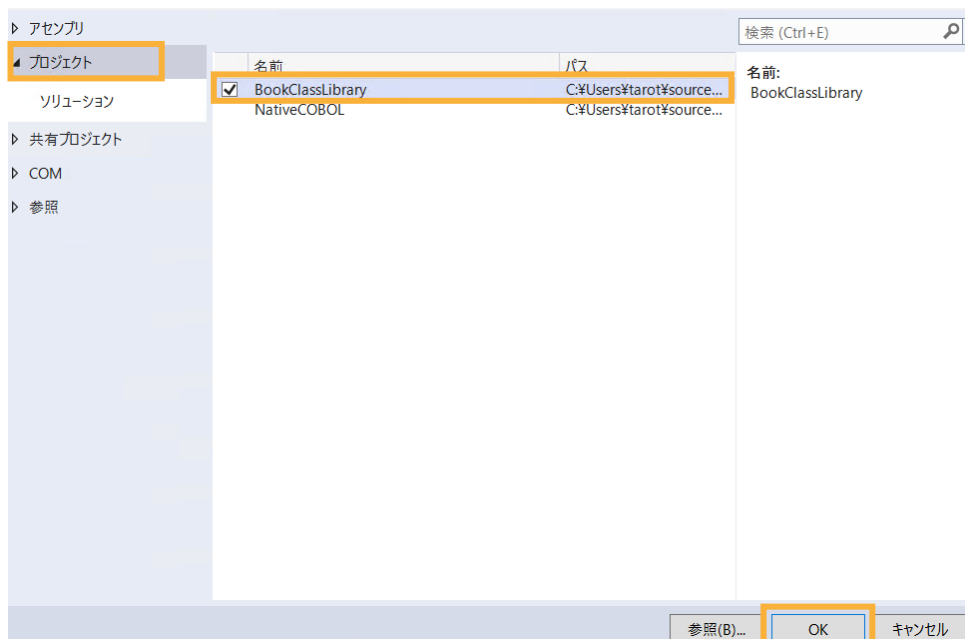 アセンブリ
プロジェクト
ソリューション
共有プロジェクト
COM
参照
名前 パス
BookClassLibrary C:¥Users¥tarot¥source...
NativeCOBOL C:¥Users¥tarot¥source...
検索 (Ctrl+E)
名前:
BookClassLibrary
参照(B)... OK キャンセル